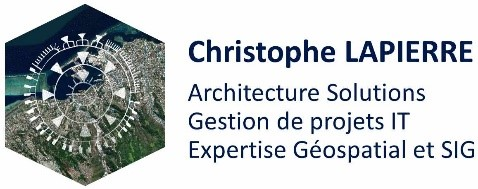 Christophe LAPIERRE
Architecture Solutions
Gestion de projets IT
Expertise Géospatial et SIG